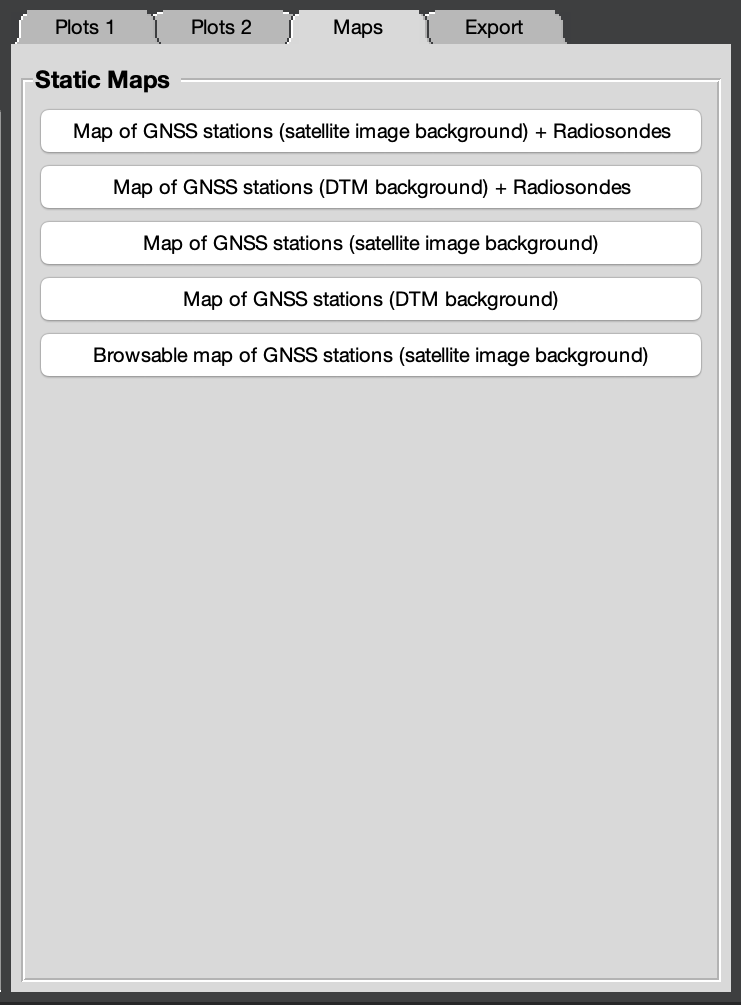 Plots 1
Plots 2
Maps
Export
Static Maps
Map of GNSS stations (satellite image background) + Radiosondes
Map of GNSS stations (DTM background) + Radiosondes
Map of GNSS stations (satellite image background)
Map of GNSS stations (DTM background)
Browsable map of GNSS stations (satellite image background)